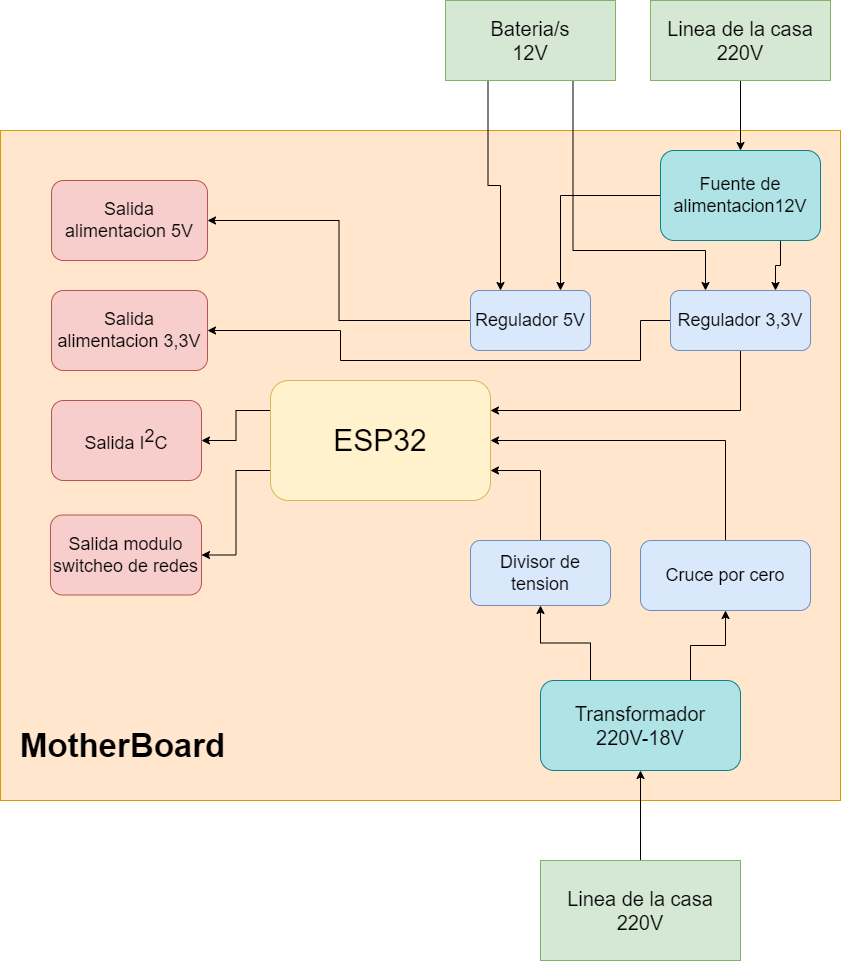 Bateria/s
12V
Linea de la casa
220V
Fuente de
alimentacion12V
Salida
alimentacion 5V
Regulador 5V
Regulador 3,3V
Salida
alimentacion 3,3V
ESP32
Salida I²C
Salida modulo
switcheo de redes
Divisor de
tension
Cruce por cero
Transformador
220V-18V
MotherBoard
Linea de la casa
220V